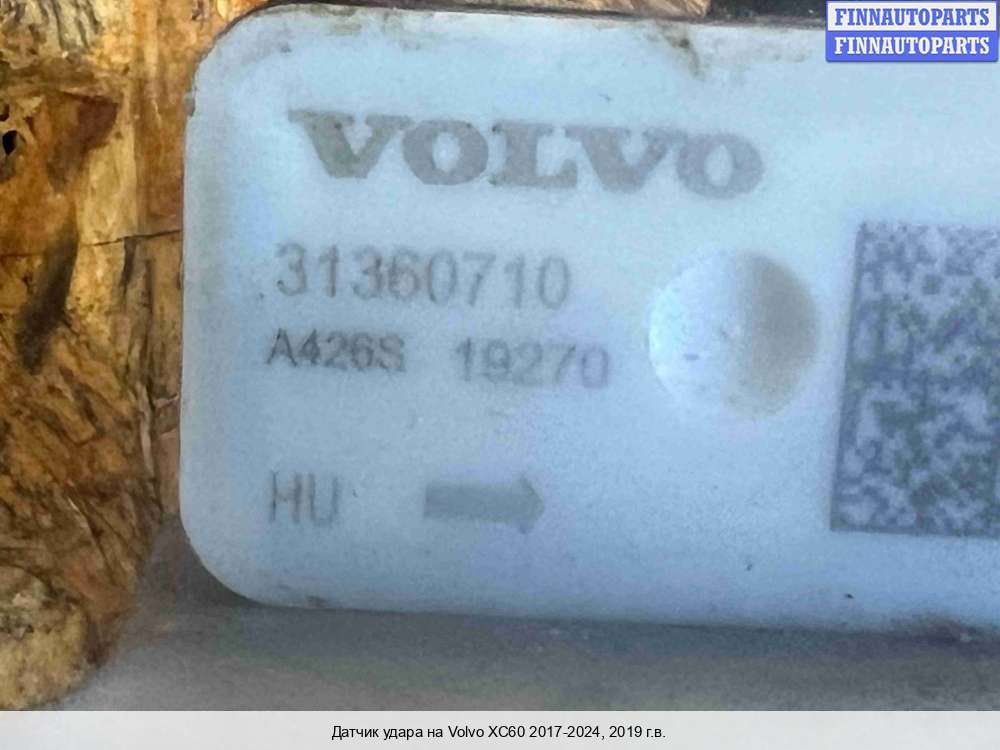 FINNAUTOPARTS
FINNAUTOPARTS
VOLVO
31360710
A426S 19270
HU
Датчик удара на Volvo XC60 2017-2024, 2019 г.в.